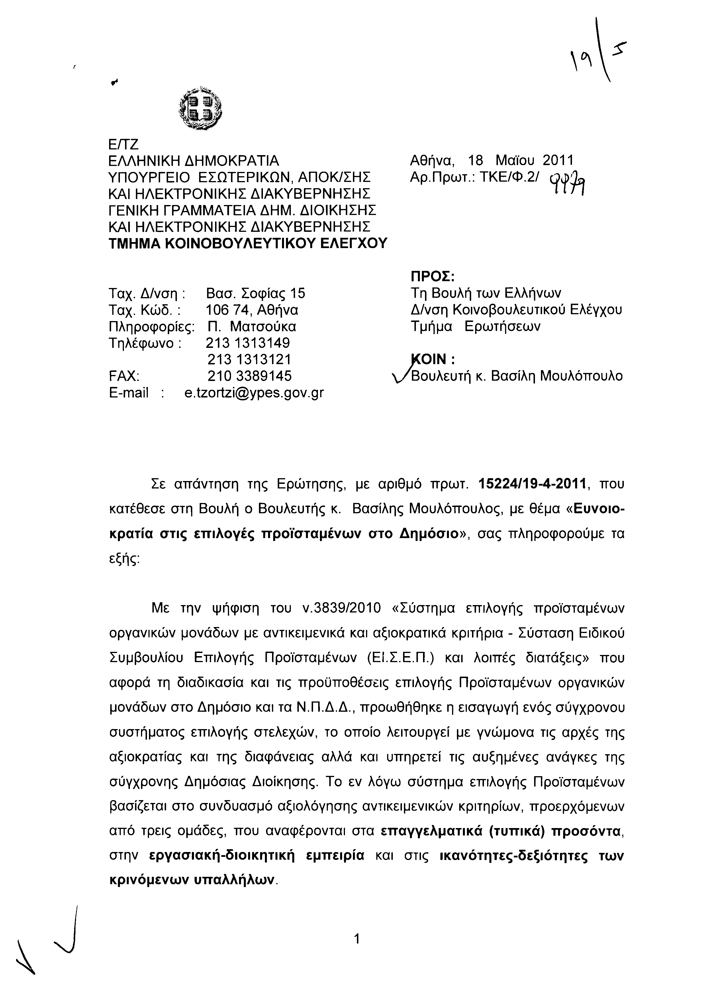 19/5
Ε/ΤΖ
ΕΛΛΗΝΙΚΗ ΔΗΜΟΚΡΑΤΙΑ
ΥΠΟΥΡΓΕΙΟ ΕΣΩΤΕΡΙΚΩΝ, ΑΠΟΚ/ΣΗΣ
ΚΑΙ ΗΛΕΚΤΡΟΝΙΚΗΣ ΔΙΑΚΥΒΕΡΝΗΣΗΣ
ΓΕΝΙΚΗ ΓΡΑΜΜΑΤΕΙΑ ΔΗΜ. ΔΙΟΙΚΗΣΗΣ
ΚΑΙ ΗΛΕΚΤΡΟΝΙΚΗΣ ΔΙΑΚΥΒΕΡΝΗΣΗΣ
ΤΜΗΜΑ ΚΟΙΝΟΒΟΥΛΕΥΤΙΚΟΥ ΕΛΕΓΧΟΥ
Αθήνα, 18 Μαϊου 2011
Αρ.Πρωτ.: ΤΚΕ/Φ.2/
Ταχ. Δ/νση : Βασ. Σοφίας 15
Ταχ. Κώδ. : 106 74, Αθήνα
Πληροφορίες: Π. Ματσούκα
Τηλέφωνο : 213 1313149
213 1313121
FAX: 210 3389145
E-mail : e.tzortzi@ypes.gov.gr
ΠΡΟΣ:
Τη Βουλή των Ελλήνων
Δ/νση Κοινοβουλευτικού Ελέγχου
Τμήμα Ερωτήσεων
ΚΟΙΝ :
Βουλευτή κ. Βασίλη Μουλόπουλο
Σε απάντηση της Ερώτησης, με αριθμό πρωτ. 15224/19-4-2011, που
κατέθεσε στη Βουλή ο Βουλευτής κ. Βασίλης Μουλόπουλος, με θέμα «Ευνοιο-
κρατία στις επιλογές προϊσταμένων στο Δημόσιο», σας πληροφορούμε τα
εξής:
Με την ψήφιση του ν.3839/2010 «Σύστημα επιλογής προϊσταμένων
οργανικών μονάδων με αντικειμενικά και αξιοκρατικά κριτήρια - Σύσταση Ειδικού
Συμβουλίου Επιλογής Προϊσταμένων (ΕΙ.Σ.Ε.Π.) και λοιπές διατάξεις» που
αφορά τη διαδικασία και τις προϋποθέσεις επιλογής Προϊσταμένων οργανικών
μονάδων στο Δημόσιο και τα Ν.Π.Δ.Δ., προωθήθηκε η εισαγωγή ενός σύγχρονου
συστήματος επιλογής στελεχών, το οποίο λειτουργεί με γνώμονα τις αρχές της
αξιοκρατίας και της διαφάνειας αλλά και υπηρετεί τις αυξημένες ανάγκες της
σύγχρονης Δημόσιας Διοίκησης. Το εν λόγω σύστημα επιλογής Προϊσταμένων
βασίζεται στο συνδυασμό αξιολόγησης αντικειμενικών κριτηρίων, προερχόμενων
από τρεις ομάδες, που αναφέρονται στα επαγγελματικά (τυπικά) προσόντα,
στην εργασιακή-διοικητική εμπειρία και στις ικανότητες-δεξιότητες των
κρινόμενων υπαλλήλων.
1